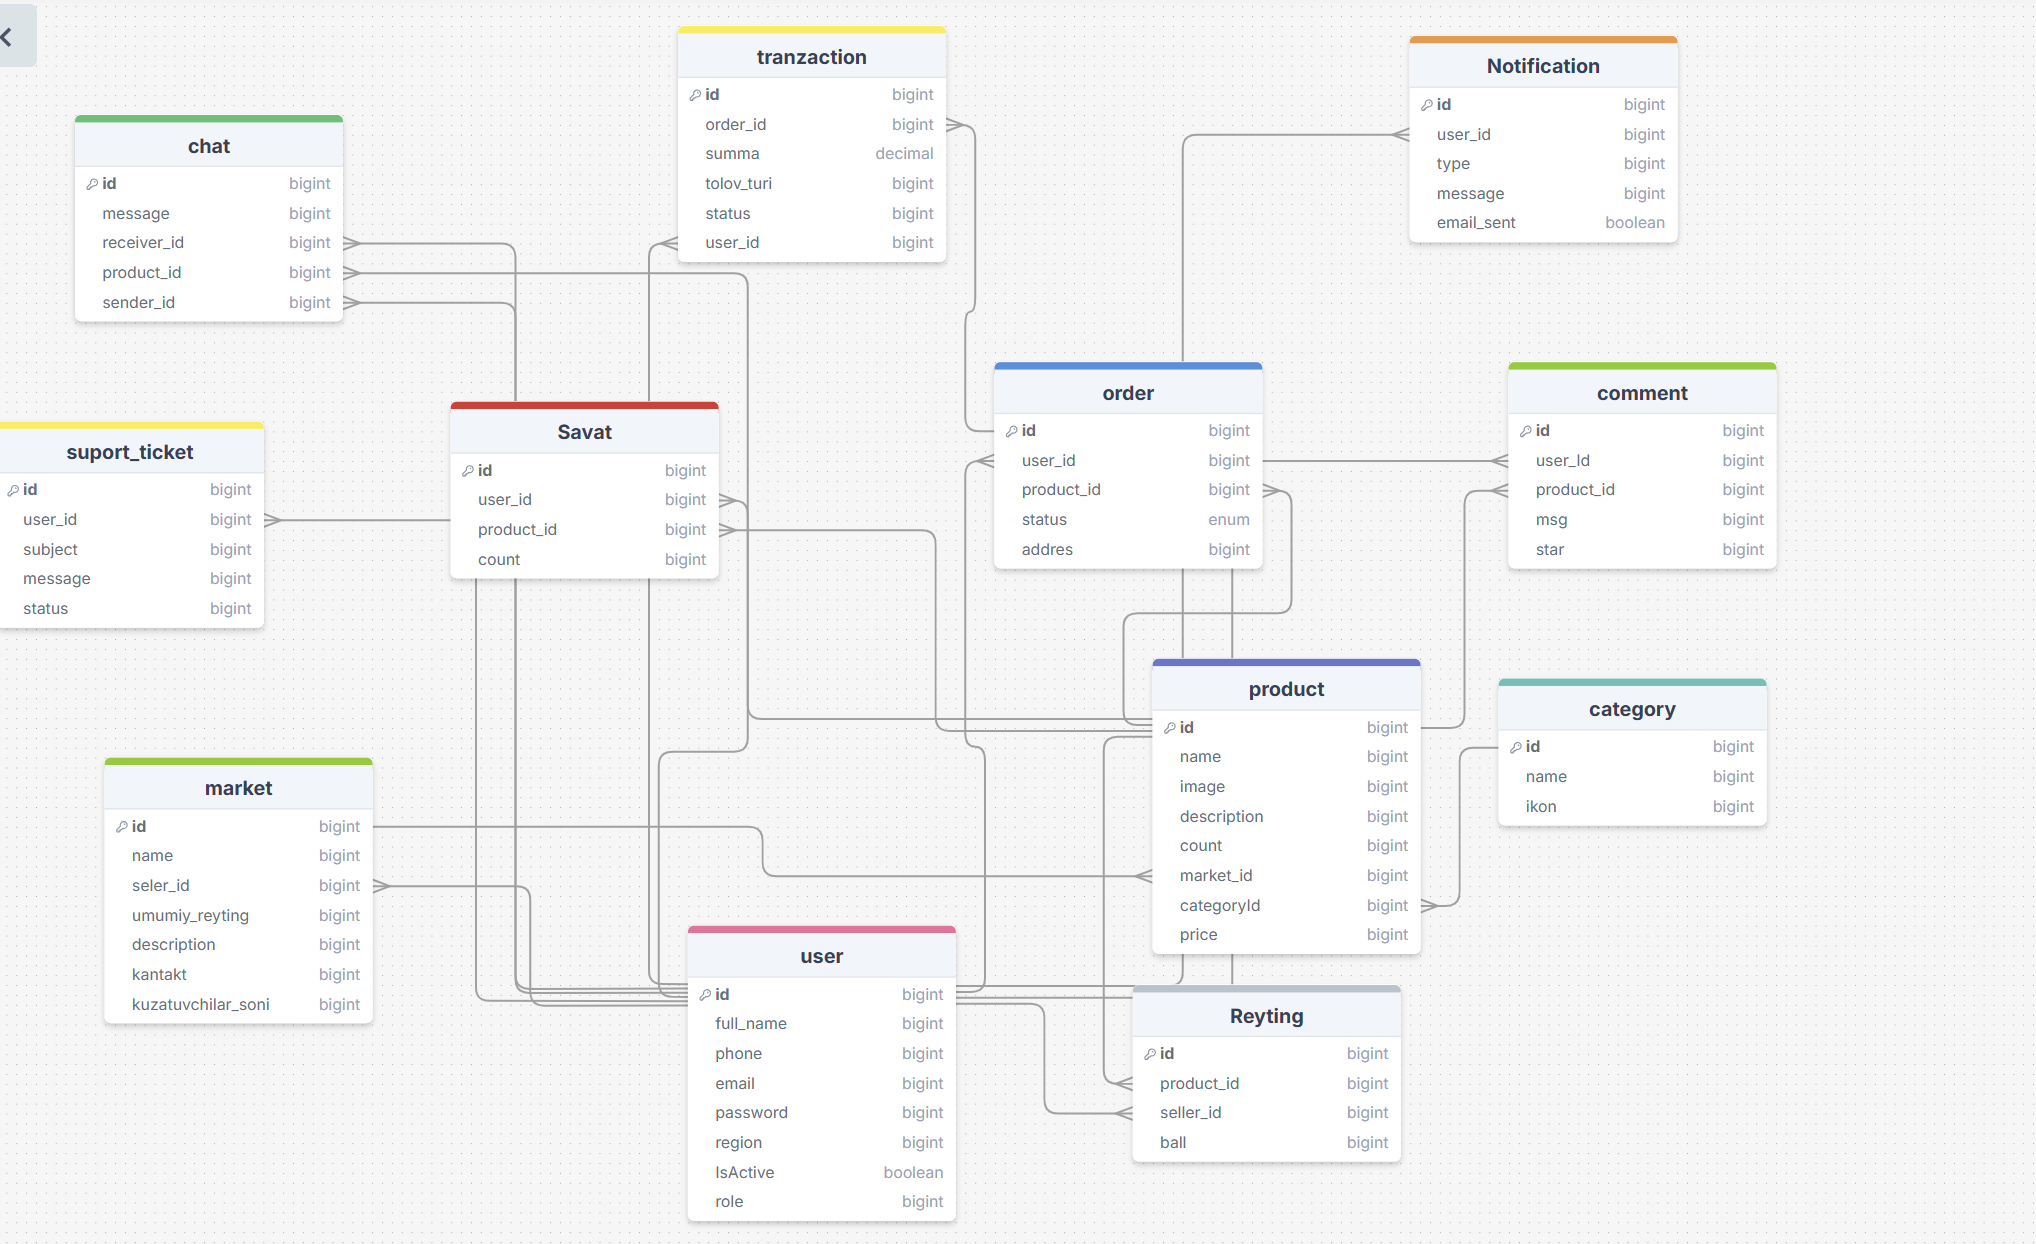 tranzaction
id bigint
order_id bigint
summa decimal
tolov_turi bigint
status bigint
user_id bigint
Notification
id bigint
user_id bigint
type bigint
message bigint
email_sent boolean
chat
id bigint
message bigint
receiver_id bigint
product_id bigint
sender_id bigint
order
id bigint
user_id bigint
product_id bigint
status enum
addres bigint
comment
id bigint
user_Id bigint
product_id bigint
msg bigint
star bigint
Savat
id bigint
user_id bigint
product_id bigint
count bigint
suport_ticket
id bigint
user_id bigint
subject bigint
message bigint
status bigint
product
id bigint
name bigint
image bigint
description bigint
count bigint
market_id bigint
categoryId bigint
price bigint
category
id bigint
name bigint
ikon bigint
market
id bigint
name bigint
seler_id bigint
umumiy_reyting bigint
description bigint
kantakt bigint
kuzatuvchilar_soni bigint
user
id bigint
full_name bigint
phone bigint
email bigint
password bigint
region bigint
IsActive boolean
role bigint
Reyting
id bigint
product_id bigint
seller_id bigint
ball bigint